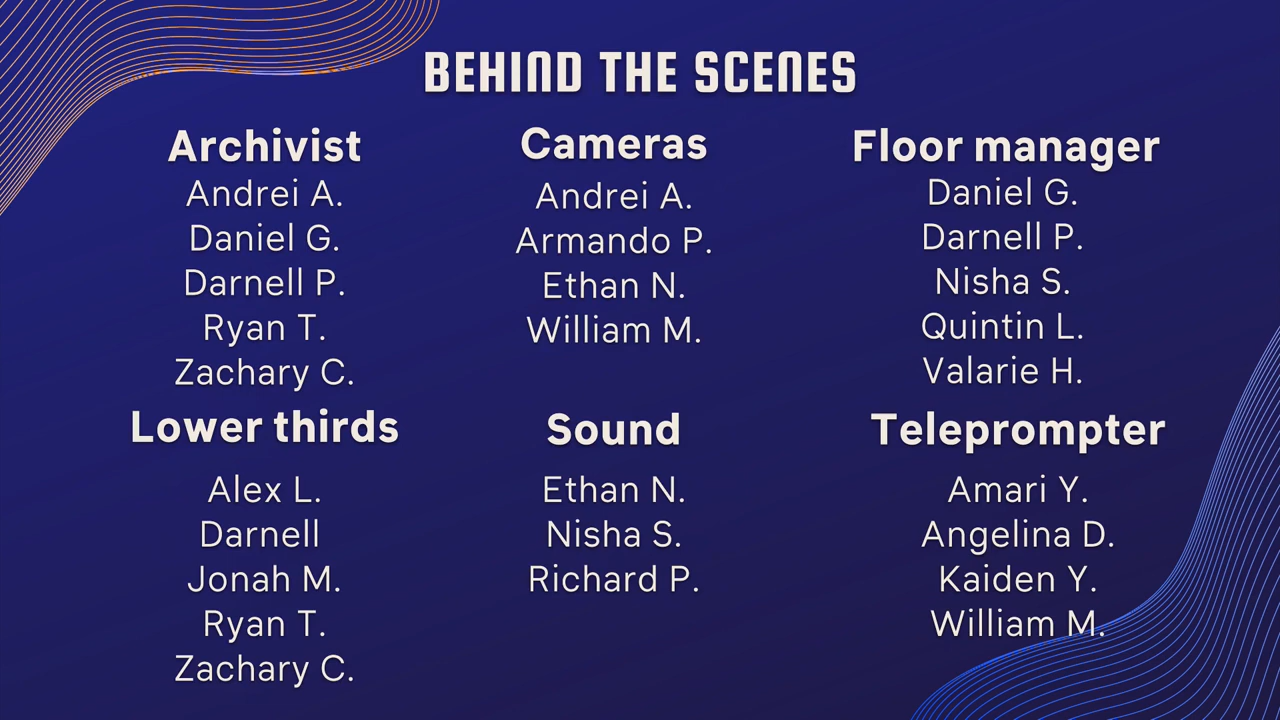 BEHIND THE SCENES
Archivist
Andrei A.
Daniel G.
Darnell P.
Ryan T.
Zachary C.
Cameras
Andrei A.
Armando P.
Ethan N.
William M.
Floor manager
Daniel G.
Darnell P.
Nisha S.
Quintin L.
Valarie H.
Lower thirds
Alex L.
Darnell
Jonah M.
Ryan T.
Zachary C.
Sound
Ethan N.
Nisha S.
Richard P.
Teleprompter
Amari Y.
Angelina D.
Kaiden Y.
William M.